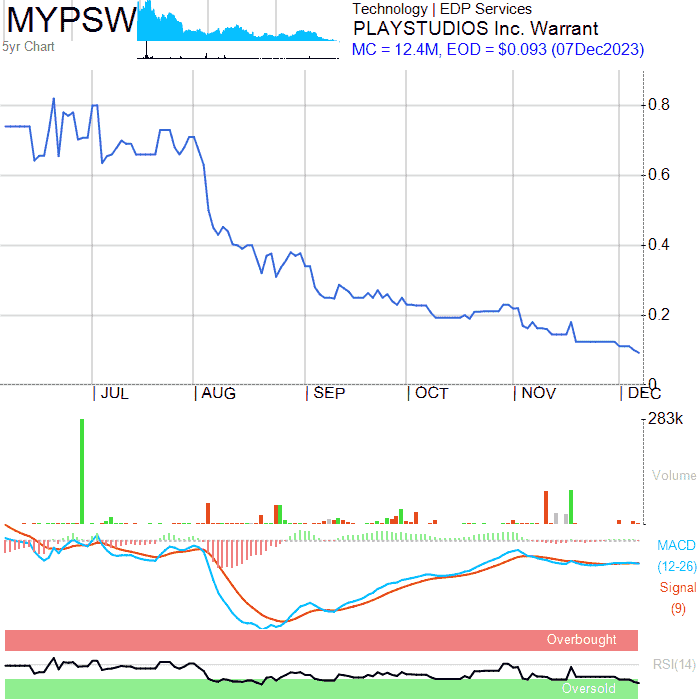 MYPSW
5yr Chart
Technology | EDP Services
PLAYSTUDIOS Inc. Warrant
MC = 12.4M, EOD = $0.093 (07Dec2023)
0.8
0.6
0.4
0.2
0
JUL AUG SEP OCT NOV DEC
283k
Volume
MACD
(12-26)
Signal
(9)
Overbought
RSI(14)
Oversold